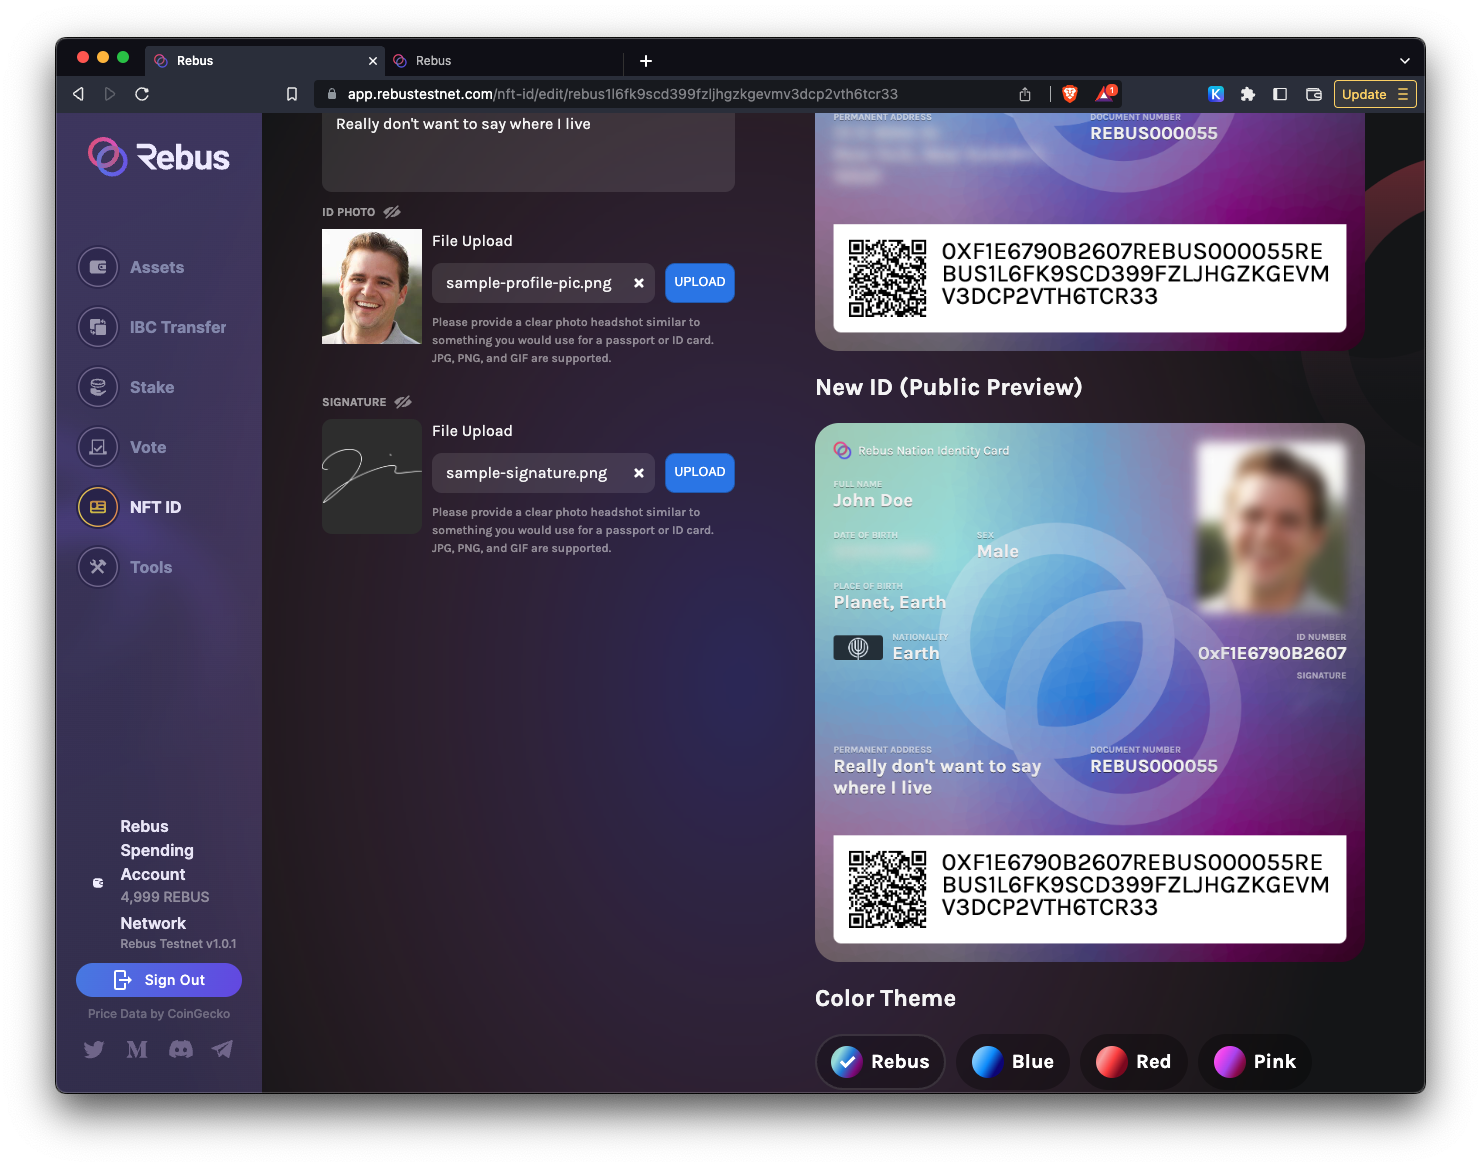 Rebus
Rebus
app.rebustestnet.com/nft-id/edit/rebus1l6fk9scd399fzljhgzkgevmv3dcp2vth6tcr33
1
K
Update
Rebus
Assets
IBC Transfer
Stake
Vote
NFT ID
Tools
Rebus
Spending
Account
4,999 REBUS
Network
Rebus Testnet v1.0.1
Sign Out
Price Data by CoinGecko
Really don't want to say where I live
ID PHOTO
File Upload
sample-profile-pic.png
UPLOAD
Please provide a clear photo headshot similar to
something you would use for a passport or ID card.
JPG, PNG, and GIF are supported.
SIGNATURE
File Upload
sample-signature.png
UPLOAD
Please provide a clear photo headshot similar to
something you would use for a passport or ID card.
JPG, PNG, and GIF are supported.
PERMANENT ADDRESS
DOCUMENT NUMBER
REBUS000055
0XF1E6790B2607REBUS000055RE
BUS1L6FK9SCD399FZLJHGZKGEVM
V3DCP2VTH6TCR33
New ID (Public Preview)
Rebus Nation Identity Card
FULL NAME
John Doe
DATE OF BIRTH
SEX
Male
PLACE OF BIRTH
Planet, Earth
NATIONALITY
Earth
ID NUMBER
0xF1E6790B2607
SIGNATURE
PERMANENT ADDRESS
Really don't want to say
where I live
DOCUMENT NUMBER
REBUS000055
0XF1E6790B2607REBUS000055RE
BUS1L6FK9SCD399FZLJHGZKGEVM
V3DCP2VTH6TCR33
Color Theme
Rebus
Blue
Red
Pink